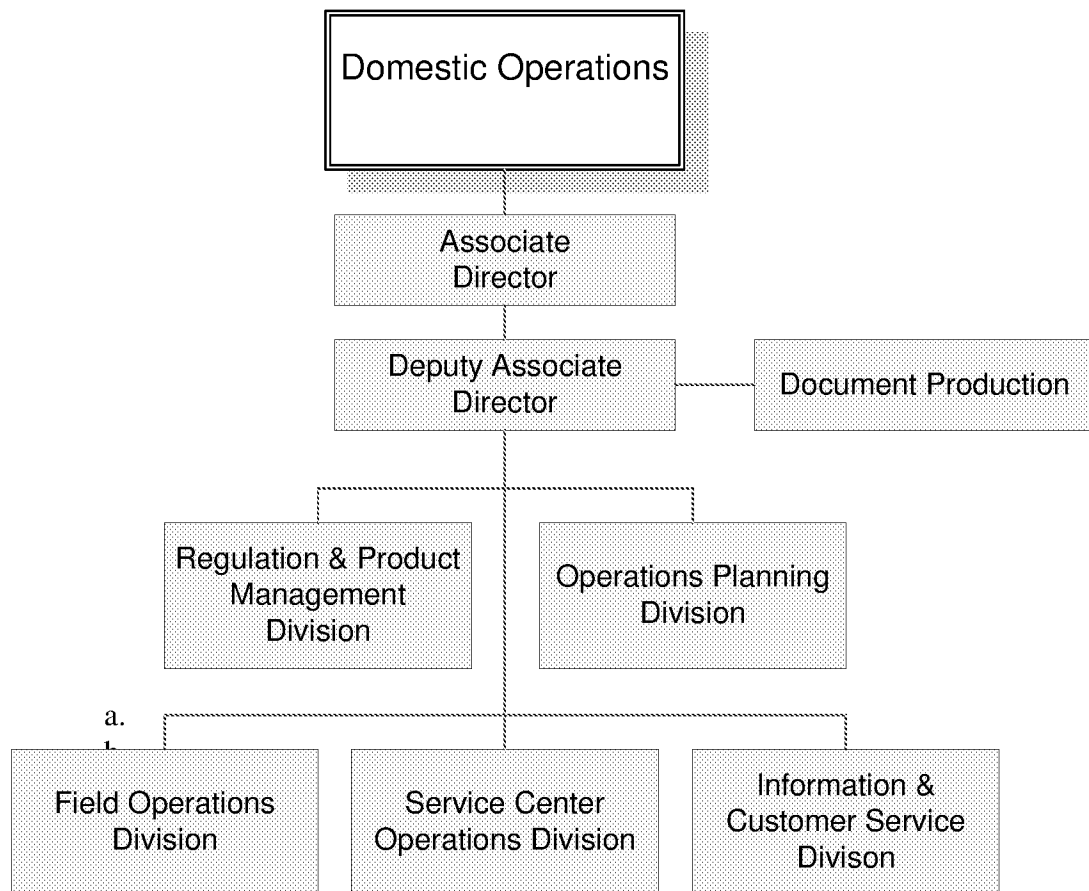 Domestic Operations
Associate
Director
Deputy Associate
Director
Document Production
Regulation & Product
Management
Division
Operations Planning
Division
a.
Field Operations
Division
Service Center
Operations Division
Information &
Customer Service
Divison